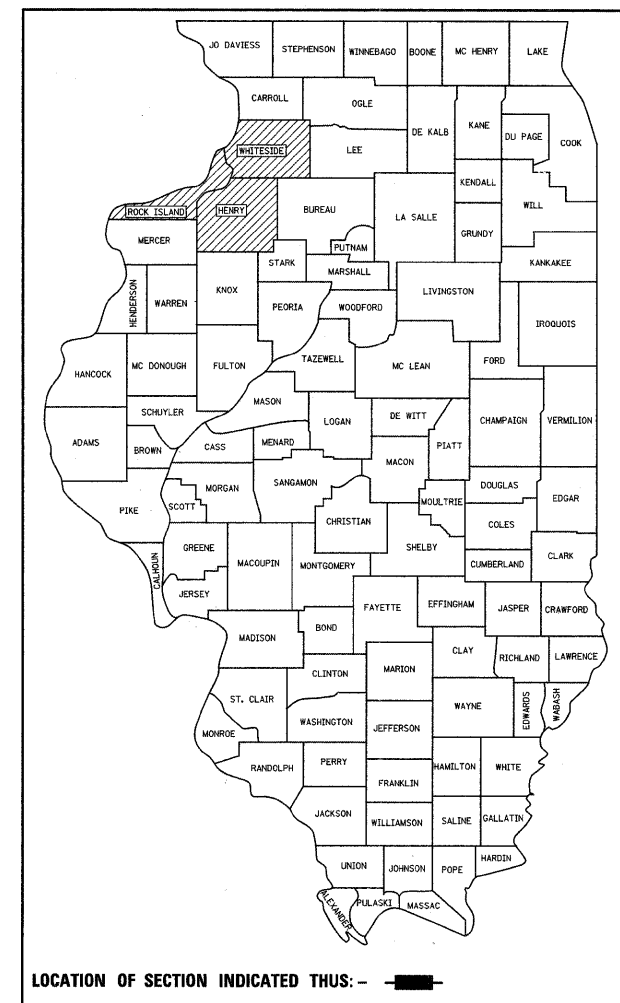 JO DAVIESS
STEPHENSON
WINNEBAGO
BOONE
MC HENRY
LAKE
CARROLL
OGLE
DE KALB
KANE
DU PAGE
COOK
WHITESIDE
LEE
KENDALL
WILL
ROCK ISLAND
HENRY
BUREAU
LA SALLE
GRUNDY
MERCER
PUTNAM
KANKAKEE
STARK
MARSHALL
HENDERSON
WARREN
KNOX
PEORIA
WOODFORD
LIVINGSTON
IROQUOIS
TAZEWELL
MC LEAN
FORD
HANCOCK
MC DONOUGH
FULTON
MASON
SCHUYLER
LOGAN
DE WITT
CHAMPAIGN
VERMILION
ADAMS
BROWN
CASS
MENARD
PIATT
MACON
MORGAN
SANGAMON
DOUGLAS
EDGAR
PIKE
SCOTT
CHRISTIAN
MOULTRIE
COLES
CALHOUN
GREENE
MACOUPIN
MONTGOMERY
SHELBY
CUMBERLAND
CLARK
JERSEY
FAYETTE
EFFINGHAM
JASPER
CRAWFORD
MADISON
BOND
CLAY
RICHLAND
LAWRENCE
CLINTON
MARION
ST. CLAIR
WAYNE
EDWARDS
WABASH
WASHINGTON
JEFFERSON
MONROE
RANDOLPH
PERRY
HAMILTON
WHITE
FRANKLIN
JACKSON
WILLIAMSON
SALINE
GALLATIN
UNION
JOHNSON
POPE
HARDIN
ALEXANDER
PULASKI
MASSAC
LOCATION OF SECTION INDICATED THUS: -